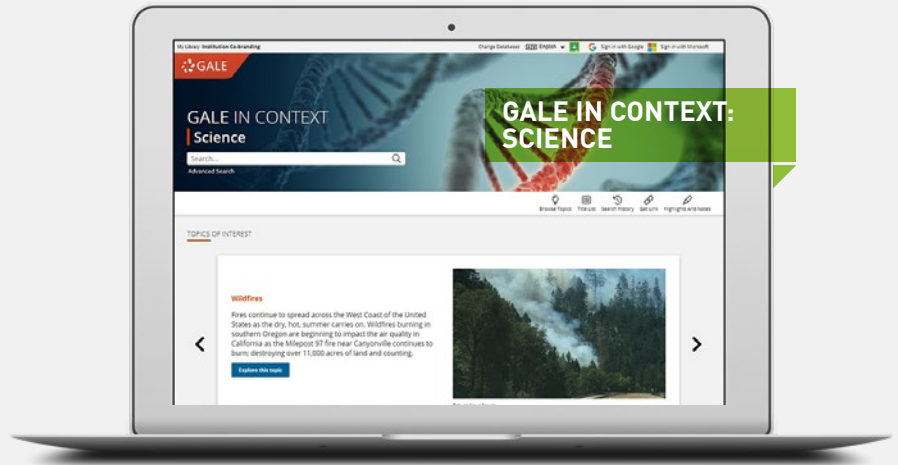 My Library Institution Co-branding
Change Databases English Sign in with Google Sign in with Microsoft
GALE
GALE IN CONTEXT
Science
Search...
Advanced Search
GALE IN CONTEXT:
SCIENCE
Browse Topics Title List Search History Get Link Highlights and Notes
TOPICS OF INTEREST
Wildfires
Fires continue to spread across the West Coast of the United
States as the dry, hot, summer carries on. Wildfires burning in
southern Oregon are beginning to impact the air quality in
California as the Milepost 97 fire near Canyonville continues to
burn; destroying over 11,000 acres of land and counting.
Explore this topic